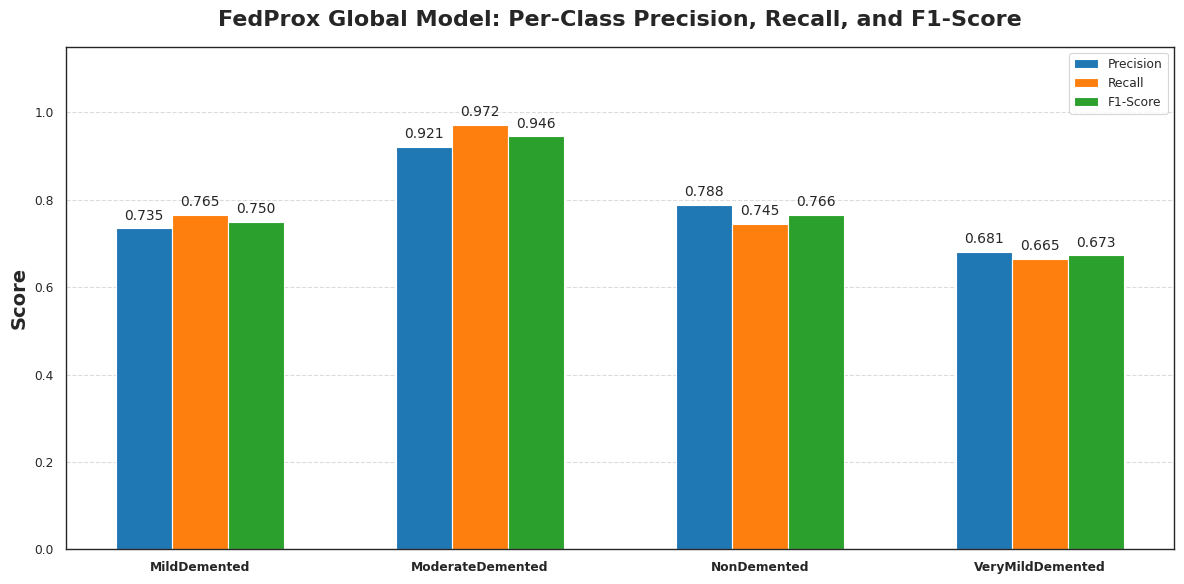 FedProx Global Model: Per-Class Precision, Recall, and F1-Score
Precision
Recall
F1-Score
Score
1.0
0.8
0.6
0.4
0.2
0.0
0.735
0.765
0.750
0.921
0.972
0.946
0.788
0.745
0.766
0.681
0.665
0.673
MildDemented
ModerateDemented
NonDemented
VeryMildDemented